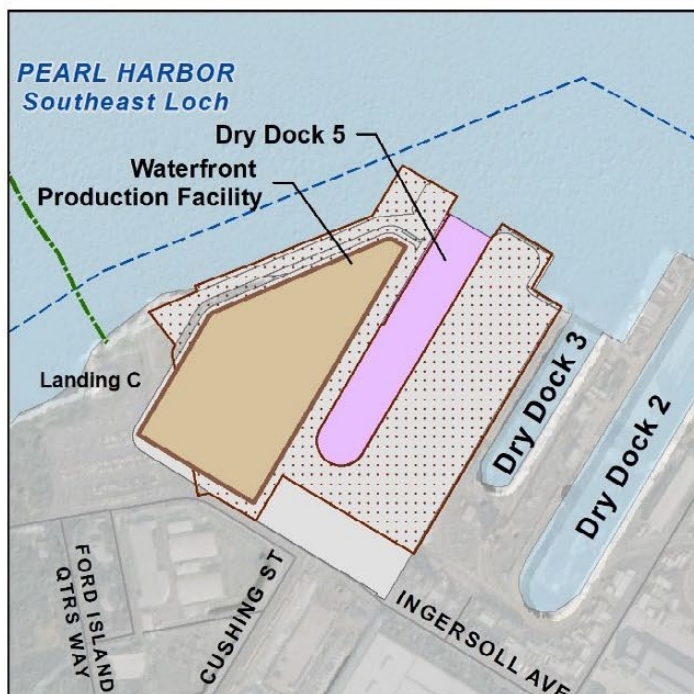 PEARL HARBOR
Southeast Loch
Dry Dock 5
Waterfront
Production Facility
Landing C
Dry Dock 3
Dry Dock 2
FORD ISLAND
QTRS WAY
CUSHING ST
INGERSOLL AVE